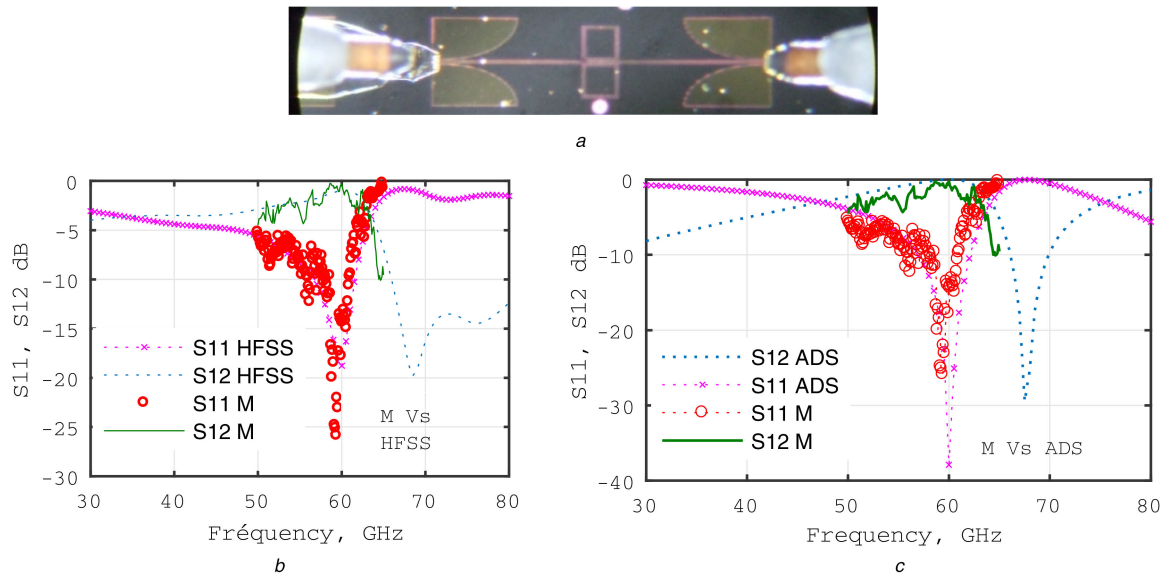 a
0
-5
-10
-15
-20
-25
-30
S11, S12 dB
S11 HFSS
S12 HFSS
S11 M
S12 M
M Vs
HFSS
30 40 50 60 70 80
Fréquency, GHz
b
0
-10
-20
-30
-40
S11, S12 dB
S12 ADS
S11 ADS
S11 M
S12 M
M Vs ADS
30 40 50 60 70 80
Frequency, GHz
c